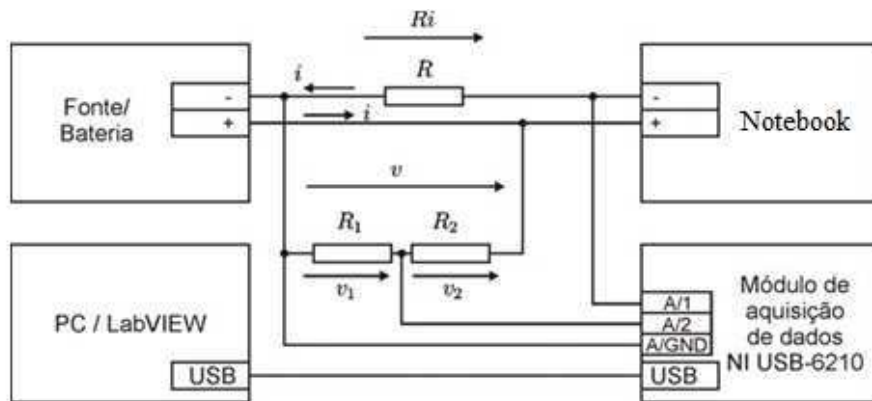 Ri
i
R
-
-
Fonte/
Bateria
+
i
+
Notebook
v
R₁
R₂
v₁
v₂
PC / LabVIEW
Módulo de
aquisição
de dados
NI USB-6210
A/1
A/2
A/GND
USB
USB